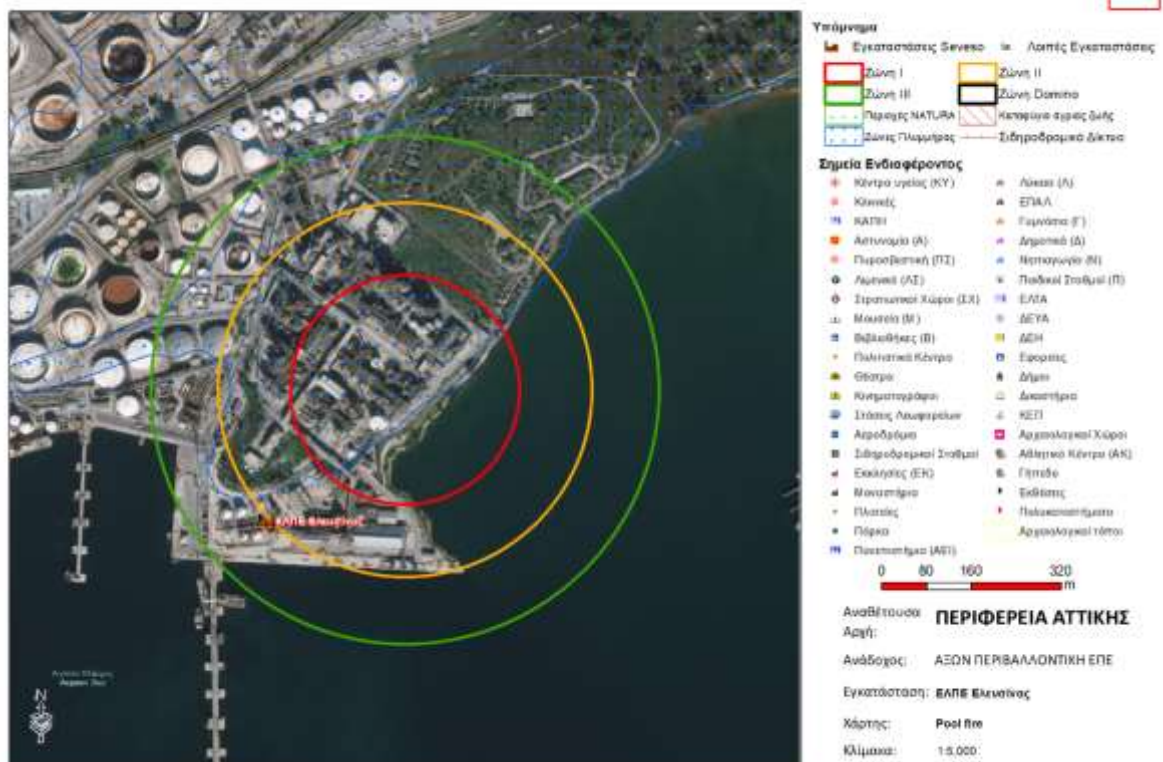 Υπόμνημα
Εγκαταστάσεις Seveso Λοιπές Εγκαταστάσεις
Ζώνη I Ζώνη II
Ζώνη III Ζώνη Domino
Περιοχές NATURA Καταφύγια άγριας ζωής
Ζώνες Πλημμύρας Σιδηροδρομικό Δίκτυο
Σημεία Ενδιαφέροντος
Κέντρα υγείας (ΚΥ) Λύκεια (Λ)
Κλινικές ΕΠΑΛ
ΚΑΠΗ Γυμνάσια (Γ)
Αστυνομία (Α) Δημοτικά (Δ)
Πυροσβεστική (ΠΣ) Νηπιαγωγεία (Ν)
Λιμενικό (ΛΣ) Παιδικοί Σταθμοί (Π)
Στρατιωτικοί Χώροι (ΣΧ) ΕΛΤΑ
Μουσεία (Μ) ΔΕΥΑ
Βιβλιοθήκες (Β) ΔΕΗ
Πολιτιστικά Κέντρα Εφορείες
Θέατρα Δήμοι
Κινηματογράφοι Δικαστήρια
Στάσεις Λεωφορείων ΚΕΠ
Αεροδρόμια Αρχαιολογικοί Χώροι
Σιδηροδρομικοί Σταθμοί Αθλητικά Κέντρα (ΑΚ)
Εκκλησίες (ΕΚ) Γήπεδα
Μοναστήρια Εκθέσεις
Πλατείες Πολυκαταστήματα
Πάρκα Αρχαιολογικοί τόποι
Πανεπιστήμια (ΑΕΙ)
0 80 160 320
m
ΕΛΠΕ Ελευσίνας
N
Αναθέτουσα Αρχή: ΠΕΡΙΦΕΡΕΙΑ ΑΤΤΙΚΗΣ
Ανάδοχος: ΑΞΩΝ ΠΕΡΙΒΑΛΛΟΝΤΙΚΗ ΕΠΕ
Εγκατάσταση: ΕΛΠΕ Ελευσίνας
Χάρτης: Pool fire
Κλίμακα: 1:5,000